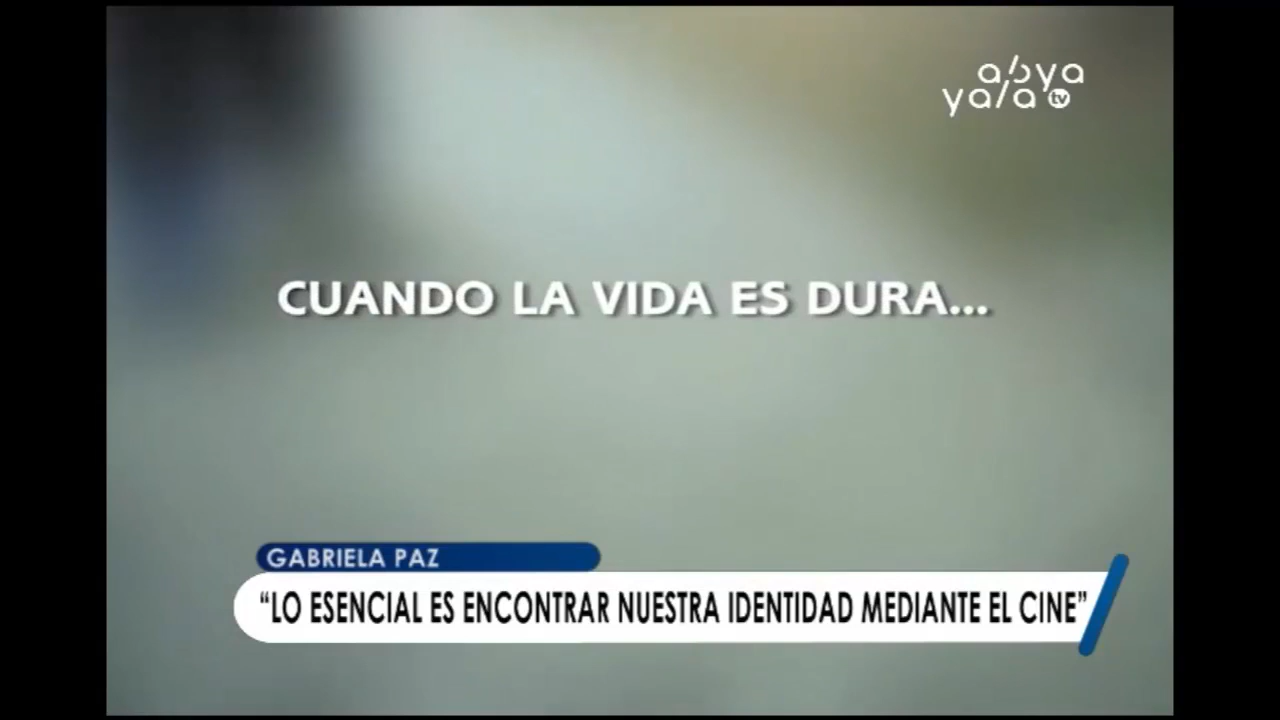 abya
yala tv
CUANDO LA VIDA ES DURA...
GABRIELA PAZ
“LO ESENCIAL ES ENCONTRAR NUESTRA IDENTIDAD MEDIANTE EL CINE”